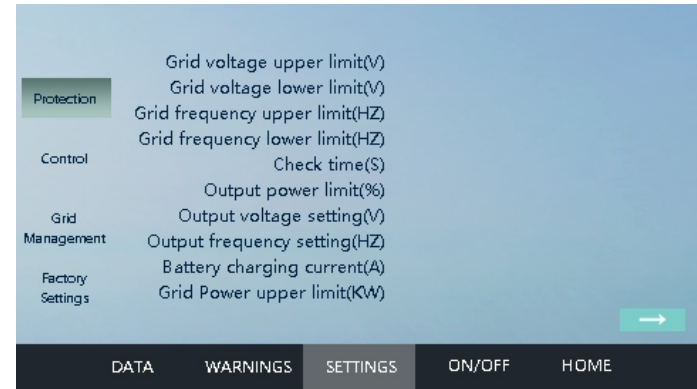 Protection
Control
Grid
Management
Factory
Settings
Grid voltage upper limit(V)
Grid voltage lower limit(V)
Grid frequency upper limit(HZ)
Grid frequency lower limit(HZ)
Check time(S)
Output power limit(%)
Output voltage setting(V)
Output frequency setting(HZ)
Battery charging current(A)
Grid Power upper limit(KW)
DATA WARNINGS SETTINGS ON/OFF HOME